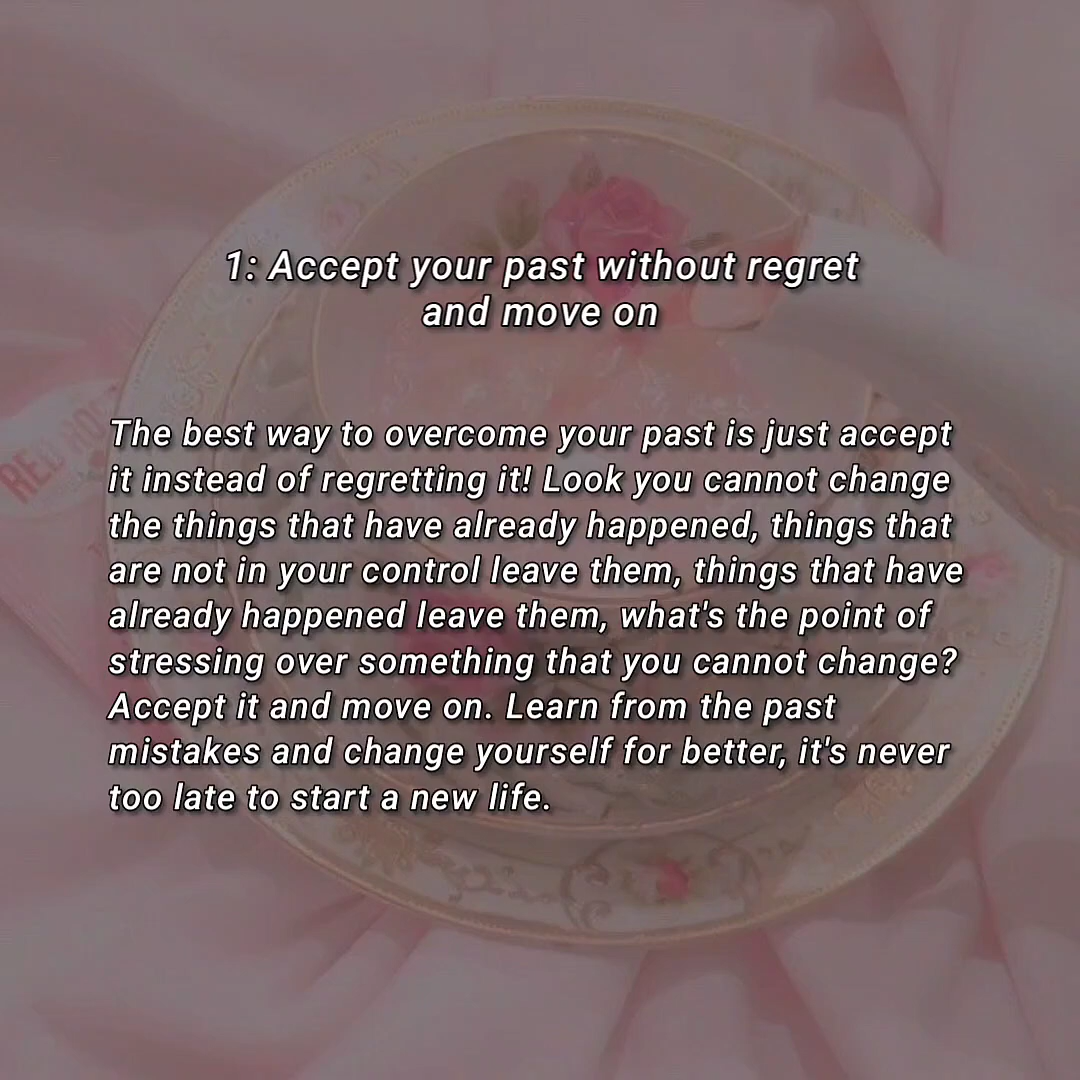 1: Accept your past without regret
and move on
The best way to overcome your past is just accept
it instead of regretting it! Look you cannot change
the things that have already happened, things that
are not in your control leave them, things that have
already happened leave them, what's the point of
stressing over something that you cannot change?
Accept it and move on. Learn from the past
mistakes and change yourself for better, it's never
too late to start a new life.
RED